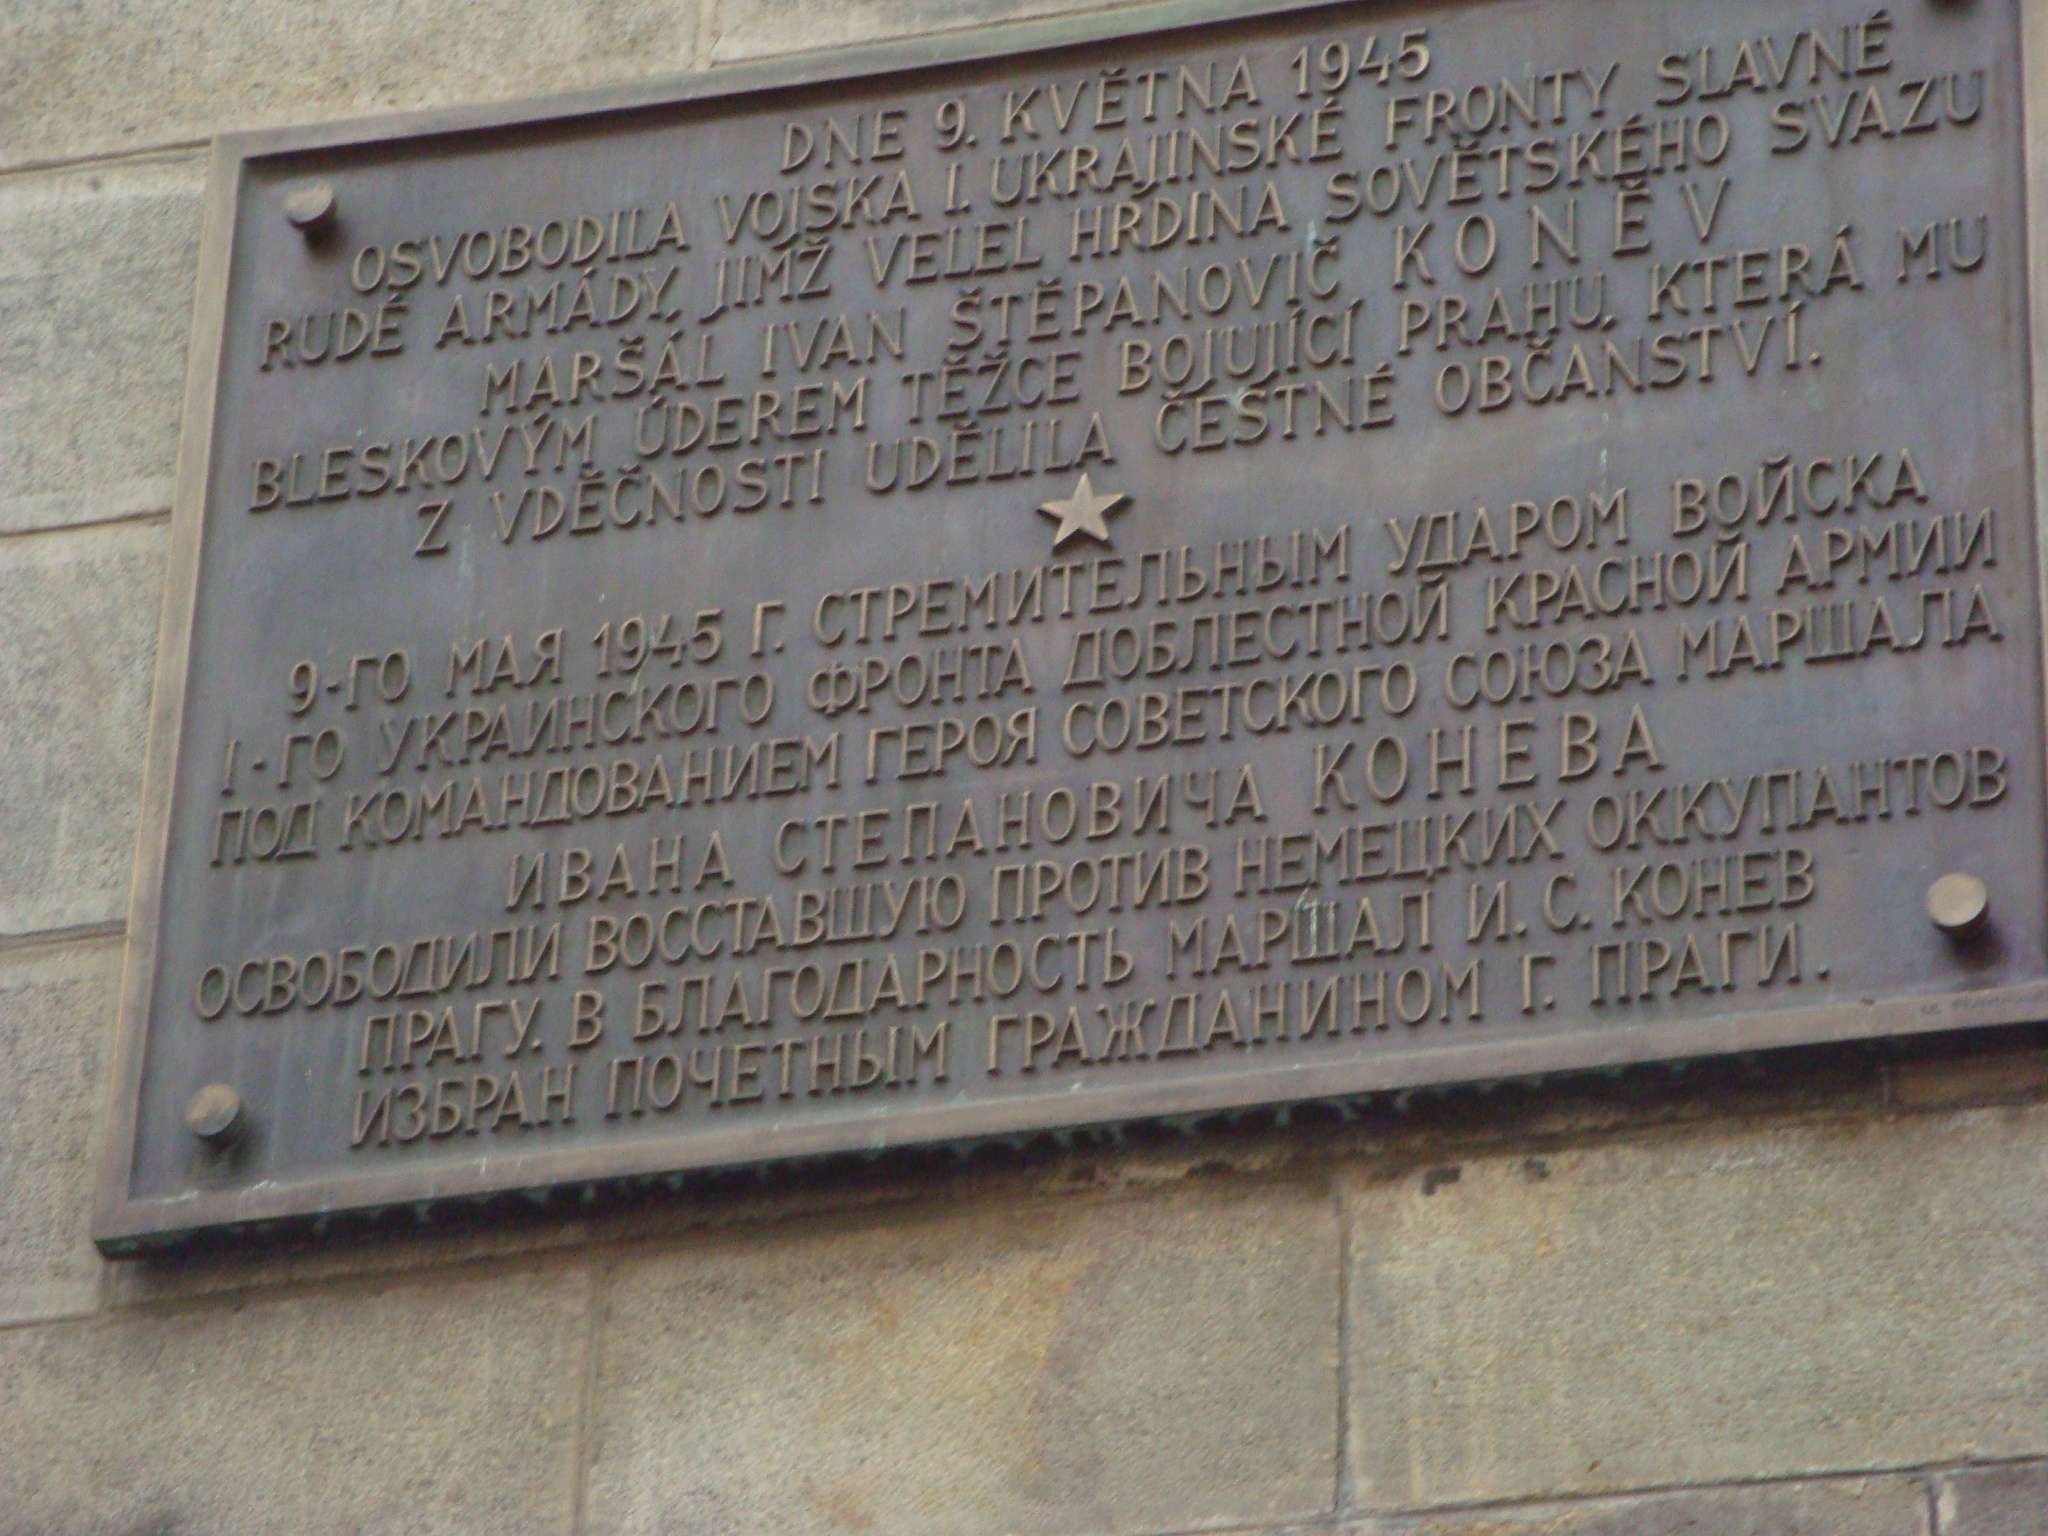 DNE 9. KVĚTNA 1945
OSVOBODILA VOJSKA I. UKRAJINSKÉ FRONTY SLAVNÉ
RUDÉ ARMÁDY, JIMŽ VELEL HRDINA SOVĚTSKÉHO SVAZU
MARŠÁL IVAN ŠTĚPANOVIČ KONĚV
BLESKOVÝM ÚDEREM TĚŽCE BOJUJÍCÍ PRAHU, KTERÁ MU
Z VDĚČNOSTI UDĚLILA ČESTNÉ OBČANSTVÍ.
9-ГО МАЯ 1945 Г. СТРЕМИТЕЛЬНЫМ УДАРОМ ВОЙСКА
1-ГО УКРАИНСКОГО ФРОНТА ДОБЛЕСТНОЙ КРАСНОЙ АРМИИ
ПОД КОМАНДОВАНИЕМ ГЕРОЯ СОВЕТСКОГО СОЮЗА МАРШАЛА
ИВАНА СТЕПАНОВИЧА КОНЕВА
ОСВОБОДИЛИ ВОССТАВШУЮ ПРОТИВ НЕМЕЦКИХ ОККУПАНТОВ
ПРАГУ. В БЛАГОДАРНОСТЬ МАРШАЛ И. С. КОНЕВ
ИЗБРАН ПОЧЕТНЫМ ГРАЖДАНИНОМ Г. ПРАГИ.